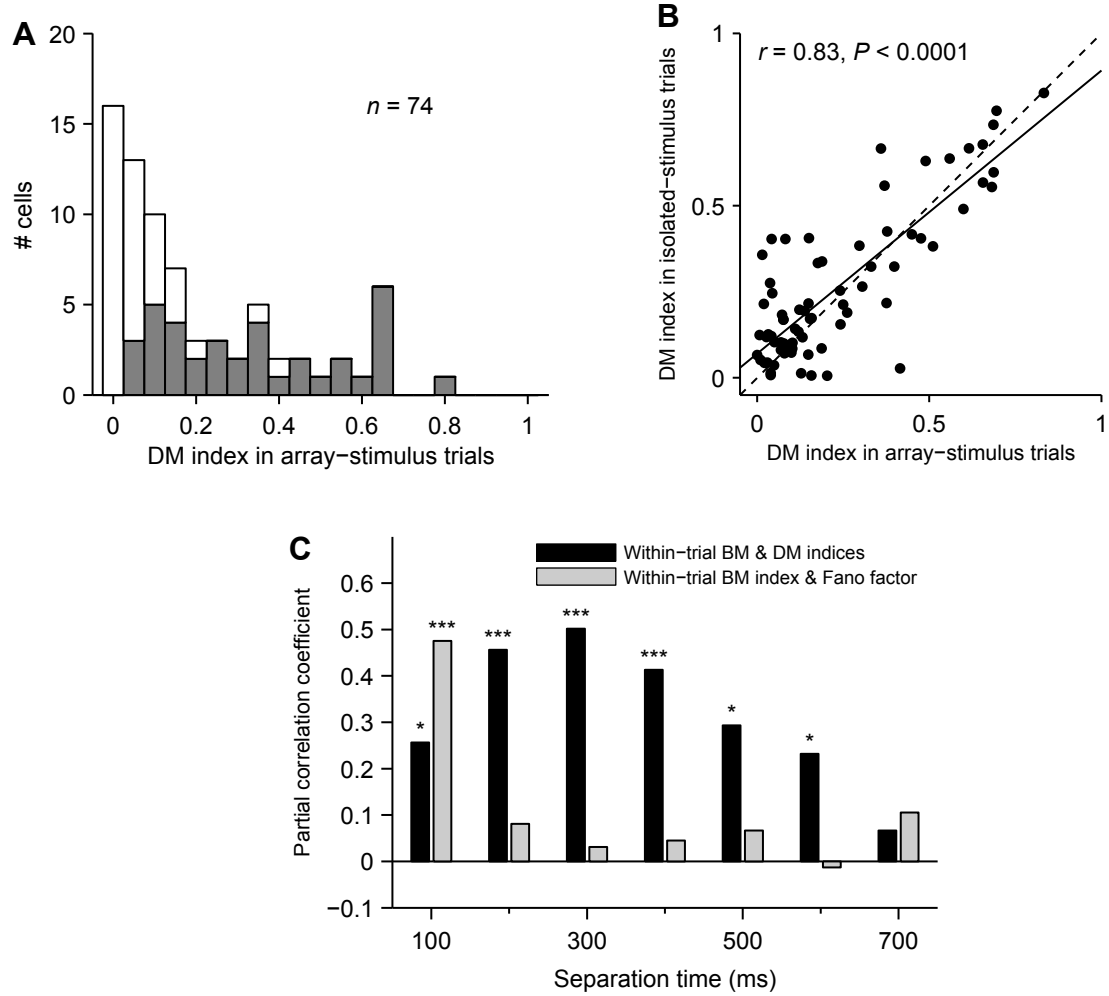 A
20
15
10
5
0
# cells
n = 74
0
0.2
0.4
0.6
0.8
1
DM index in array−stimulus trials
B
1
0.5
0
DM index in isolated−stimulus trials
r = 0.83, P < 0.0001
0
0.5
1
DM index in array−stimulus trials
C
Within−trial BM & DM indices
Within−trial BM index & Fano factor
0.6
0.5
0.4
0.3
0.2
0.1
0
−0.1
Partial correlation coefficient
*
***
***
***
***
*
*
100
300
500
700
Separation time (ms)